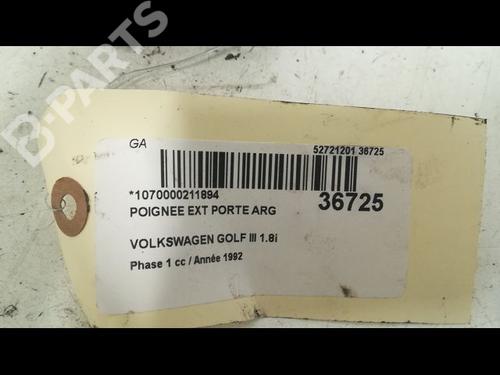 B-PARTS
GA
52721201 36725
*1070000211894
36725
POIGNEE EXT PORTE ARG
VOLKSWAGEN GOLF III 1.8i
Phase 1 cc / Année 1992